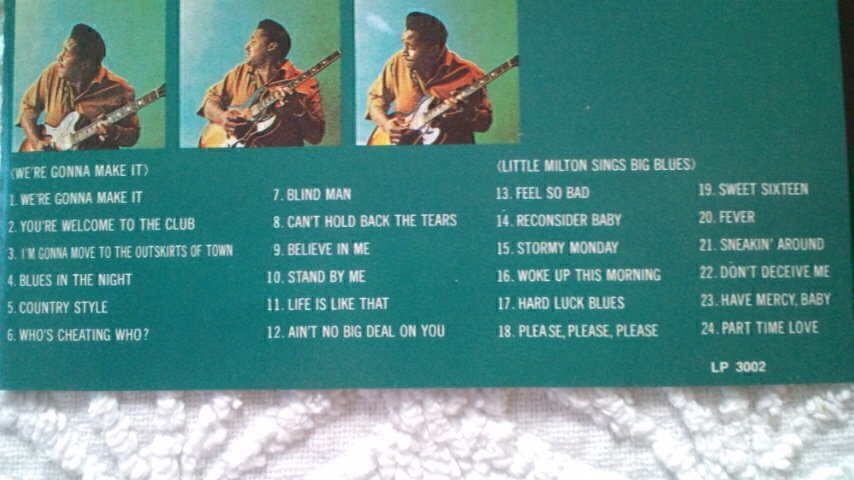 〈WE'RE GONNA MAKE IT〉
1. WE'RE GONNA MAKE IT
2. YOU'RE WELCOME TO THE CLUB
3. I'M GONNA MOVE TO THE OUTSKIRTS OF TOWN
4. BLUES IN THE NIGHT
5. COUNTRY STYLE
6. WHO'S CHEATING WHO?
7. BLIND MAN
8. CAN'T HOLD BACK THE TEARS
9. BELIEVE IN ME
10. STAND BY ME
11. LIFE IS LIKE THAT
12. AIN'T NO BIG DEAL ON YOU
〈LITTLE MILTON SINGS BIG BLUES〉
13. FEEL SO BAD
14. RECONSIDER BABY
15. STORMY MONDAY
16. WOKE UP THIS MORNING
17. HARD LUCK BLUES
18. PLEASE, PLEASE, PLEASE
19. SWEET SIXTEEN
20. FEVER
21. SNEAKIN' AROUND
22. DON'T DECEIVE ME
23. HAVE MERCY, BABY
24. PART TIME LOVE
LP 3002